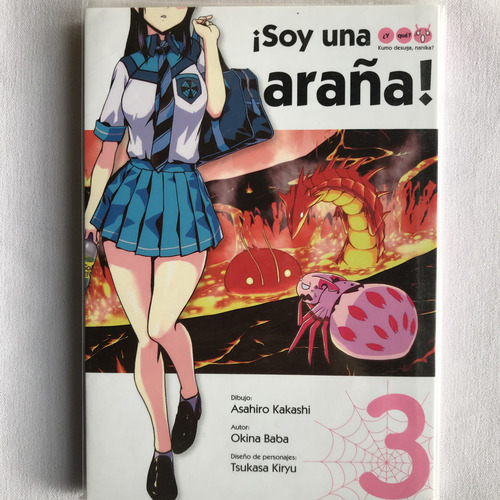 ¡Soy una
¿Y qué?
Kumo desuga, nanika?
araña!
Dibujo:
Asahiro Kakashi
Autor:
Okina Baba
Diseño de personajes:
Tsukasa Kiryu
3